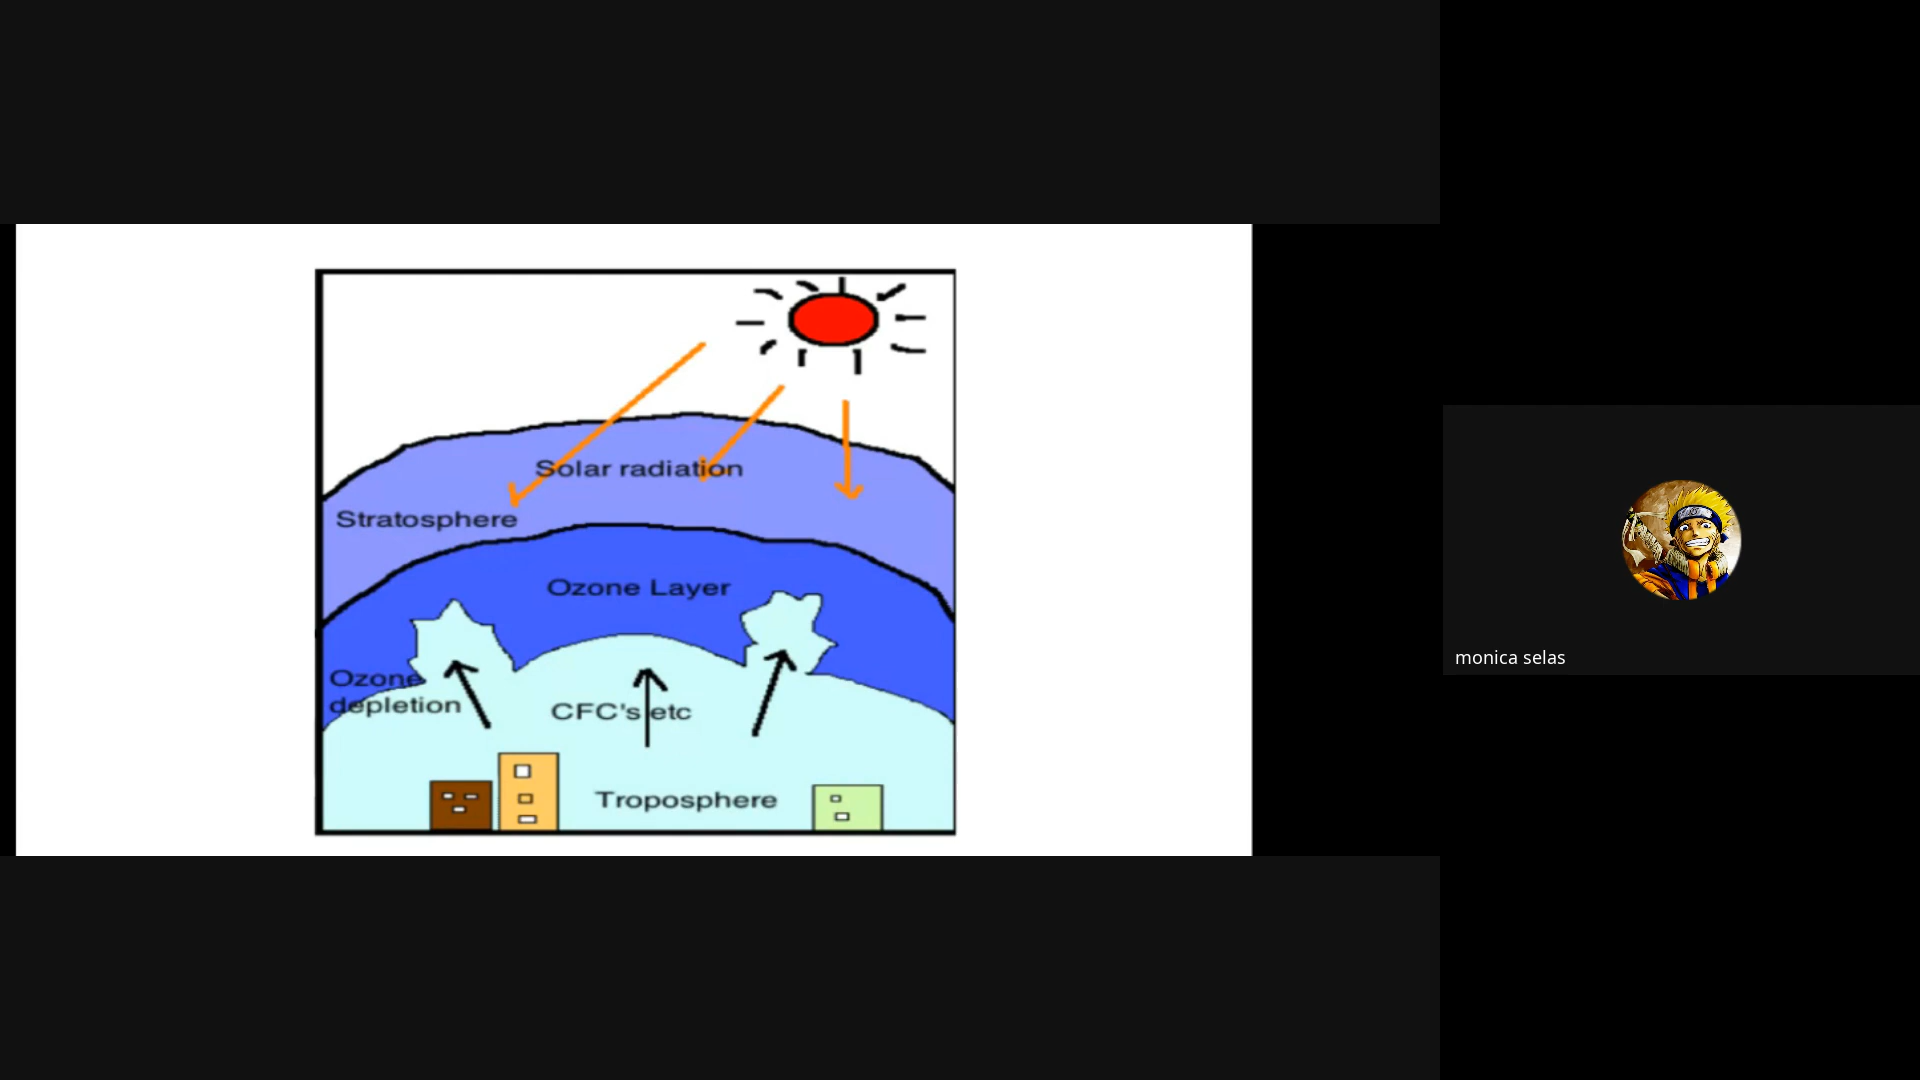 Solar radiation
Stratosphere
Ozone Layer
Ozone
depletion
CFC's etc
Troposphere
monica selas